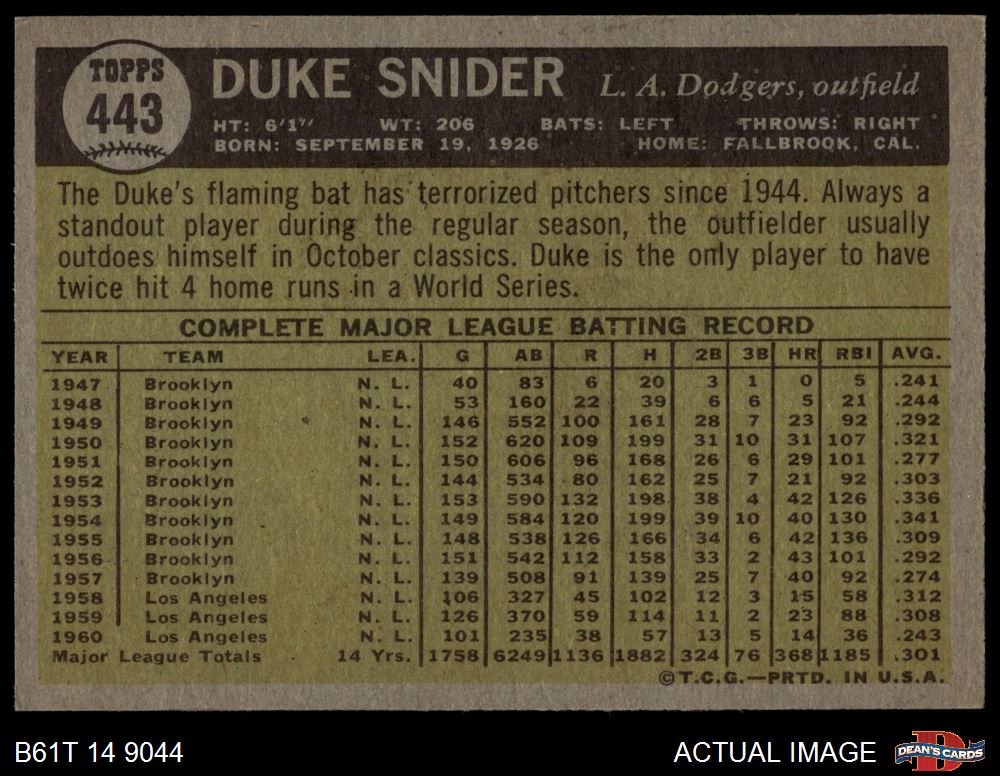 TOPPS
443
DUKE SNIDER L. A. Dodgers, outfield
HT: 6'1" WT: 206 BATS: LEFT THROWS: RIGHT
BORN: SEPTEMBER 19, 1926 HOME: FALLBROOK, CAL.
The Duke's flaming bat has terrorized pitchers since 1944. Always a
standout player during the regular season, the outfielder usually
outdoes himself in October classics. Duke is the only player to have
twice hit 4 home runs in a World Series.
COMPLETE MAJOR LEAGUE BATTING RECORD
YEAR TEAM LEA. G AB R H 2B 3B HR RBI AVG.
1947 Brooklyn N. L. 40 83 6 20 3 1 0 5 .241
1948 Brooklyn N. L. 53 160 22 39 6 6 5 21 .244
1949 Brooklyn N. L. 146 552 100 161 28 7 23 92 .292
1950 Brooklyn N. L. 152 620 109 199 31 10 31 107 .321
1951 Brooklyn N. L. 150 606 96 168 26 6 29 101 .277
1952 Brooklyn N. L. 144 534 80 162 25 7 21 92 .303
1953 Brooklyn N. L. 153 590 132 198 38 4 42 126 .336
1954 Brooklyn N. L. 149 584 120 199 39 10 40 130 .341
1955 Brooklyn N. L. 148 538 126 166 34 6 42 136 .309
1956 Brooklyn N. L. 151 542 112 158 33 2 43 101 .292
1957 Brooklyn N. L. 139 508 91 139 25 7 40 92 .274
1958 Los Angeles N. L. 106 327 45 102 12 3 15 58 .312
1959 Los Angeles N. L. 126 370 59 114 11 2 23 88 .308
1960 Los Angeles N. L. 101 235 38 57 13 5 14 36 .243
Major League Totals 14 Yrs. 1758 6249 1136 1882 324 76 368 1185 .301
©T.C.G.—PRTD. IN U.S.A.
B61T 14 9044 ACTUAL IMAGE D DEAN'S CARDS